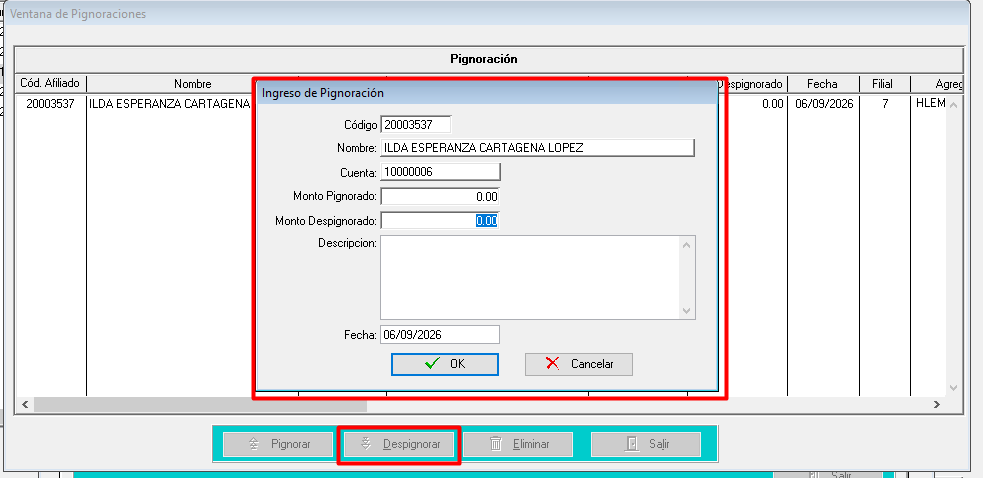 Ventana de Pignoraciones
Pignoración
Cód. Afiliado Nombre Despignorado Fecha Filial Agreg
20003537 ILDA ESPERANZA CARTAGENA 0.00 06/09/2026 7 HLEM
Ingreso de Pignoración
Código 20003537
Nombre: ILDA ESPERANZA CARTAGENA LOPEZ
Cuenta: 10000006
Monto Pignorado: 0.00
Monto Despignorado: 0.00
Descripcion:
Fecha: 06/09/2026
OK Cancelar
Pignorar Despignorar Eliminar Salir
Salir